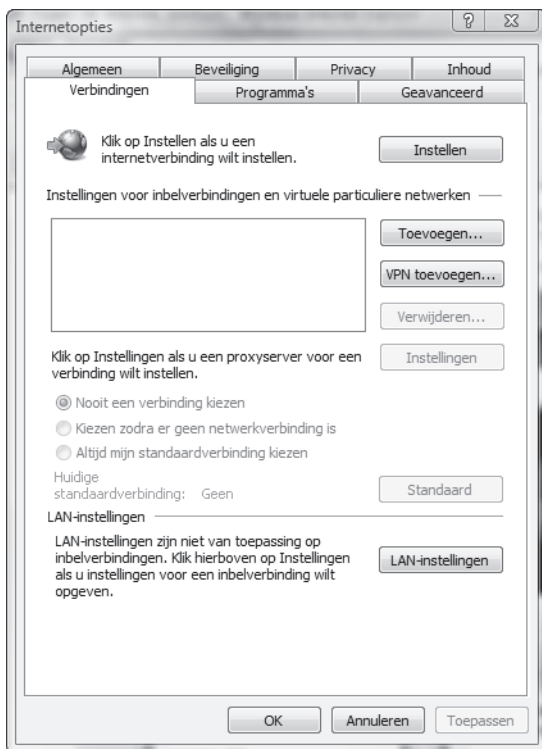 Internetopties
Algemeen Beveiliging Privacy Inhoud
Verbindingen Programma's Geavanceerd
Klik op Instellen als u een
internetverbinding wilt instellen.
Instellen
Instellingen voor inbelverbindingen en virtuele particuliere netwerken
Toevoegen...
VPN toevoegen...
Verwijderen...
Klik op Instellingen als u een proxyserver voor een
verbinding wilt instellen.
Instellingen
Nooit een verbinding kiezen
Kiezen zodra er geen netwerkverbinding is
Altijd mijn standaardverbinding kiezen
Huidige
standaardverbinding: Geen
Standaard
LAN-instellingen
LAN-instellingen zijn niet van toepassing op
inbelverbindingen. Klik hierboven op Instellingen
als u instellingen voor een inbelverbinding wilt
opgeven.
LAN-instellingen
OK Annuleren Toepassen